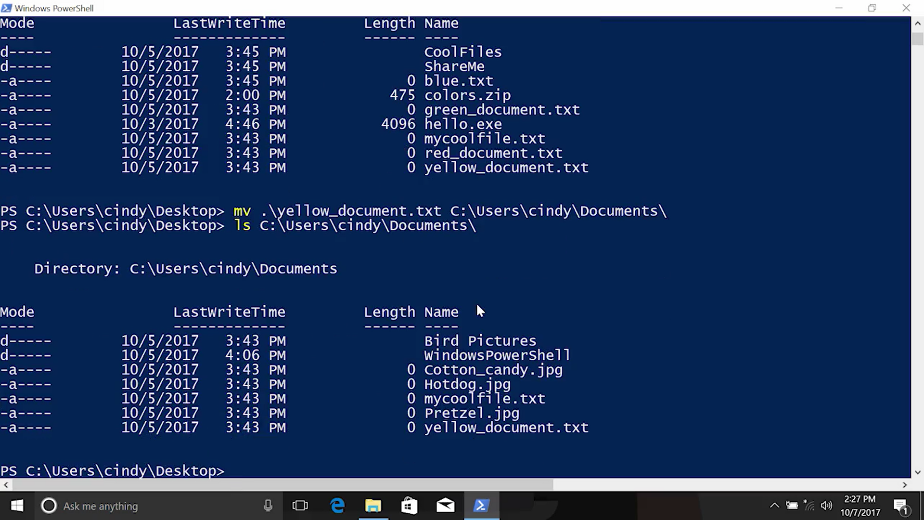 Windows PowerShell
Mode LastWriteTime Length Name
---- ------------- ------ ----
d----- 10/5/2017 3:45 PM CoolFiles
d----- 10/5/2017 3:45 PM ShareMe
-a---- 10/5/2017 3:43 PM 0 blue.txt
-a---- 10/5/2017 2:00 PM 475 colors.zip
-a---- 10/5/2017 3:43 PM 0 green_document.txt
-a---- 10/3/2017 4:46 PM 4096 hello.exe
-a---- 10/5/2017 3:43 PM 0 mycoolfile.txt
-a---- 10/5/2017 3:43 PM 0 red_document.txt
-a---- 10/5/2017 3:43 PM 0 yellow_document.txt
PS C:\Users\cindy\Desktop> mv .\yellow_document.txt C:\Users\cindy\Documents\
PS C:\Users\cindy\Desktop> ls C:\Users\cindy\Documents\
Directory: C:\Users\cindy\Documents
Mode LastWriteTime Length Name
---- ------------- ------ ----
d----- 10/5/2017 3:43 PM Bird Pictures
d----- 10/5/2017 4:06 PM WindowsPowerShell
-a---- 10/5/2017 3:43 PM 0 Cotton_candy.jpg
-a---- 10/5/2017 3:43 PM 0 Hotdog.jpg
-a---- 10/5/2017 3:43 PM 0 mycoolfile.txt
-a---- 10/5/2017 3:43 PM 0 Pretzel.jpg
-a---- 10/5/2017 3:43 PM 0 yellow_document.txt
PS C:\Users\cindy\Desktop>
Ask me anything
2:27 PM
10/7/2017
1